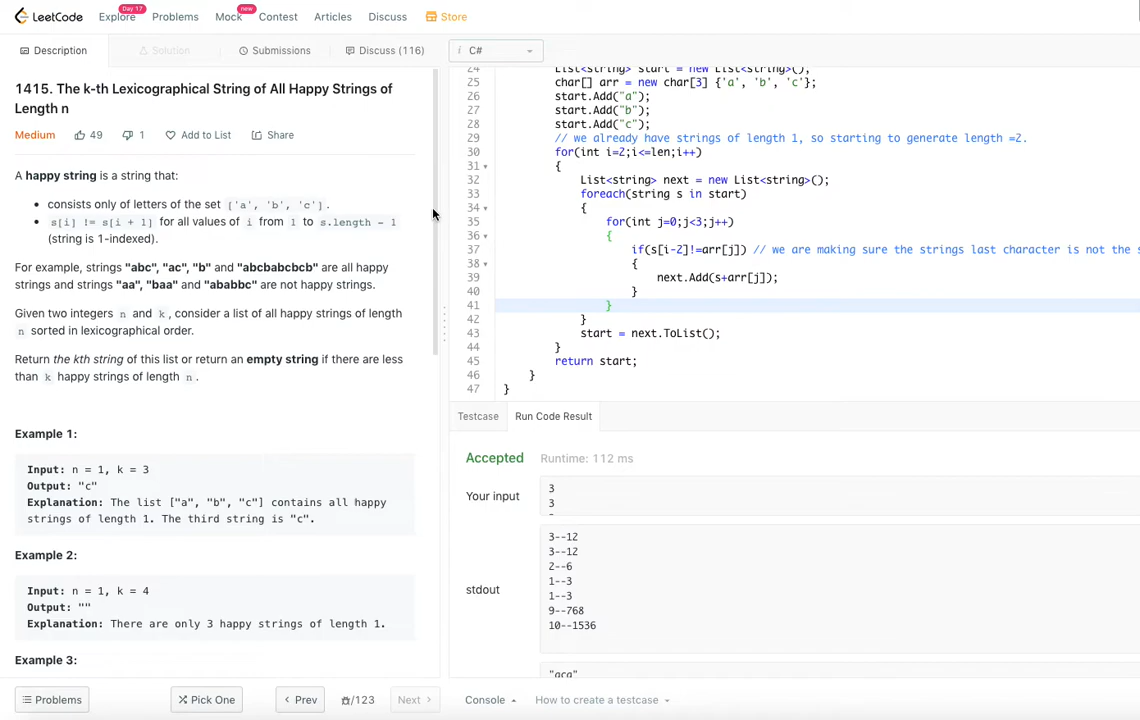 LeetCode
Explore
Day 17
Problems
Mock
new
Contest
Articles
Discuss
Store
Description
Solution
Submissions
Discuss (116)
i C#
1415. The k-th Lexicographical String of All Happy Strings of
Length n
Medium
49
1
Add to List
Share
A happy string is a string that:
consists only of letters of the set ['a', 'b', 'c'].
s[i] != s[i + 1] for all values of i from 1 to s.length - 1
(string is 1-indexed).
For example, strings "abc", "ac", "b" and "abcbabcbcb" are all happy
strings and strings "aa", "baa" and "ababbc" are not happy strings.
Given two integers n and k, consider a list of all happy strings of length
n sorted in lexicographical order.
Return the kth string of this list or return an empty string if there are less
than k happy strings of length n.
Example 1:
Input: n = 1, k = 3
Output: "c"
Explanation: The list ["a", "b", "c"] contains all happy
strings of length 1. The third string is "c".
Example 2:
Input: n = 1, k = 4
Output: ""
Explanation: There are only 3 happy strings of length 1.
Example 3:
24 List<string> start = new List<string>();
25 char[] arr = new char[3] {'a', 'b', 'c'};
26 start.Add("a");
27 start.Add("b");
28 start.Add("c");
29 // we already have strings of length 1, so starting to generate length =2.
30 for(int i=2;i<=len;i++)
31 {
32 List<string> next = new List<string>();
33 foreach(string s in start)
34 {
35 for(int j=0;j<3;j++)
36 {
37 if(s[i-2]!=arr[j]) // we are making sure the strings last character is not the s
38 {
39 next.Add(s+arr[j]);
40 }
41 }
42 }
43 start = next.ToList();
44 }
45 return start;
46 }
47 }
Testcase
Run Code Result
Accepted
Runtime: 112 ms
Your input
3
3
stdout
3--12
3--12
2--6
1--3
1--3
9--768
10--1536
"aca"
Problems
Pick One
Prev
/123
Next
Console
How to create a testcase